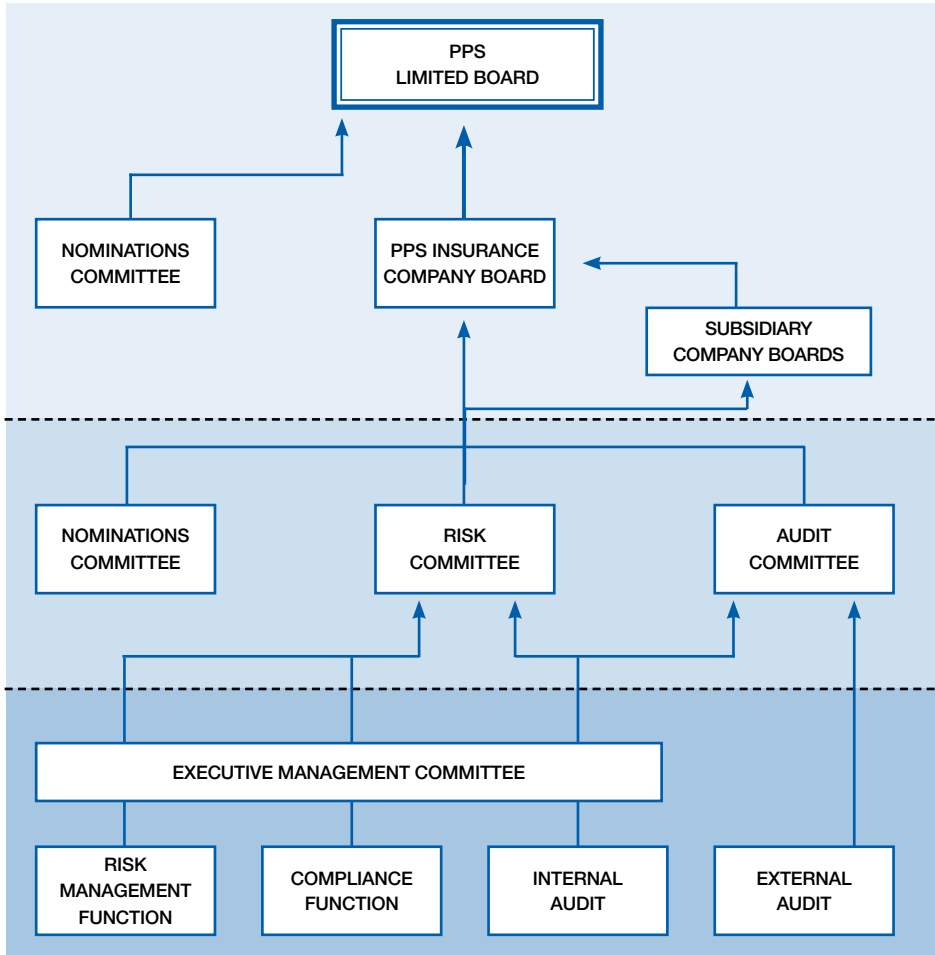 PPS
LIMITED BOARD
NOMINATIONS
COMMITTEE
PPS INSURANCE
COMPANY BOARD
SUBSIDIARY
COMPANY BOARDS
NOMINATIONS
COMMITTEE
RISK
COMMITTEE
AUDIT
COMMITTEE
EXECUTIVE MANAGEMENT COMMITTEE
RISK
MANAGEMENT
FUNCTION
COMPLIANCE
FUNCTION
INTERNAL
AUDIT
EXTERNAL
AUDIT